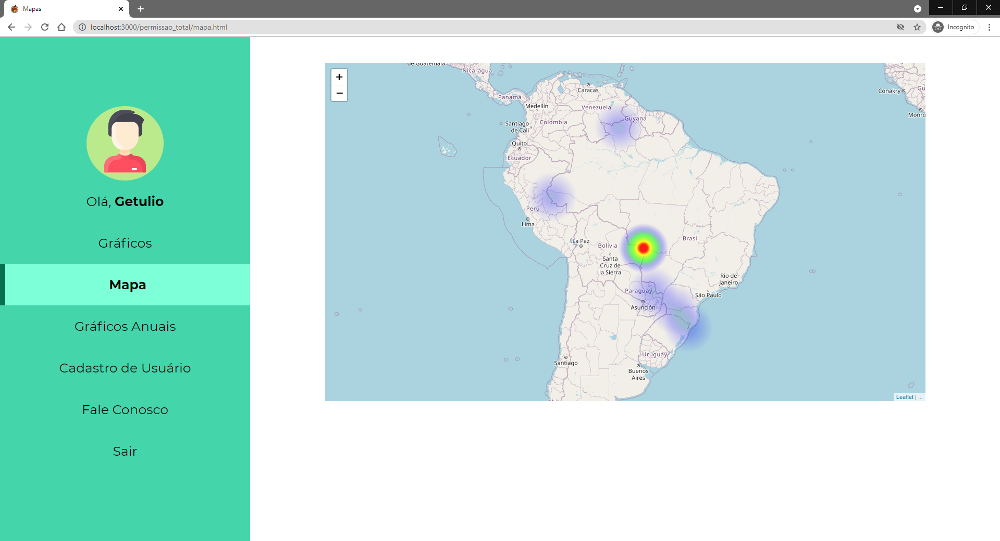 Mapas
localhost:3000/permissao_total/mapa.html
Incognito
Olá, Getulio
Gráficos
Mapa
Gráficos Anuais
Cadastro de Usuário
Fale Conosco
Sair
+
−
de Guatemala
Nicaragua
Panamá
Caracas
Medellín
Venezuela
Guyana
Colombia
Santiago
de Cali
Quito
Ecuador
Perú
Lima
La Paz
Bolivia
Brasil
Santa
Cruz de
la Sierra
Rio de
Janeiro
Paraguay
São Paulo
Asunción
Uruguay
Santiago
Buenos
Aires
Conakry
Gu
Monro
Leaflet | ...